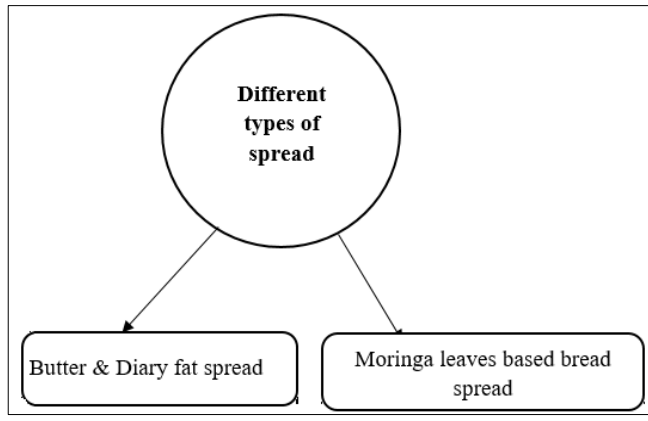 Different
types of
spread
Butter & Diary fat spread
Moringa leaves based bread
spread